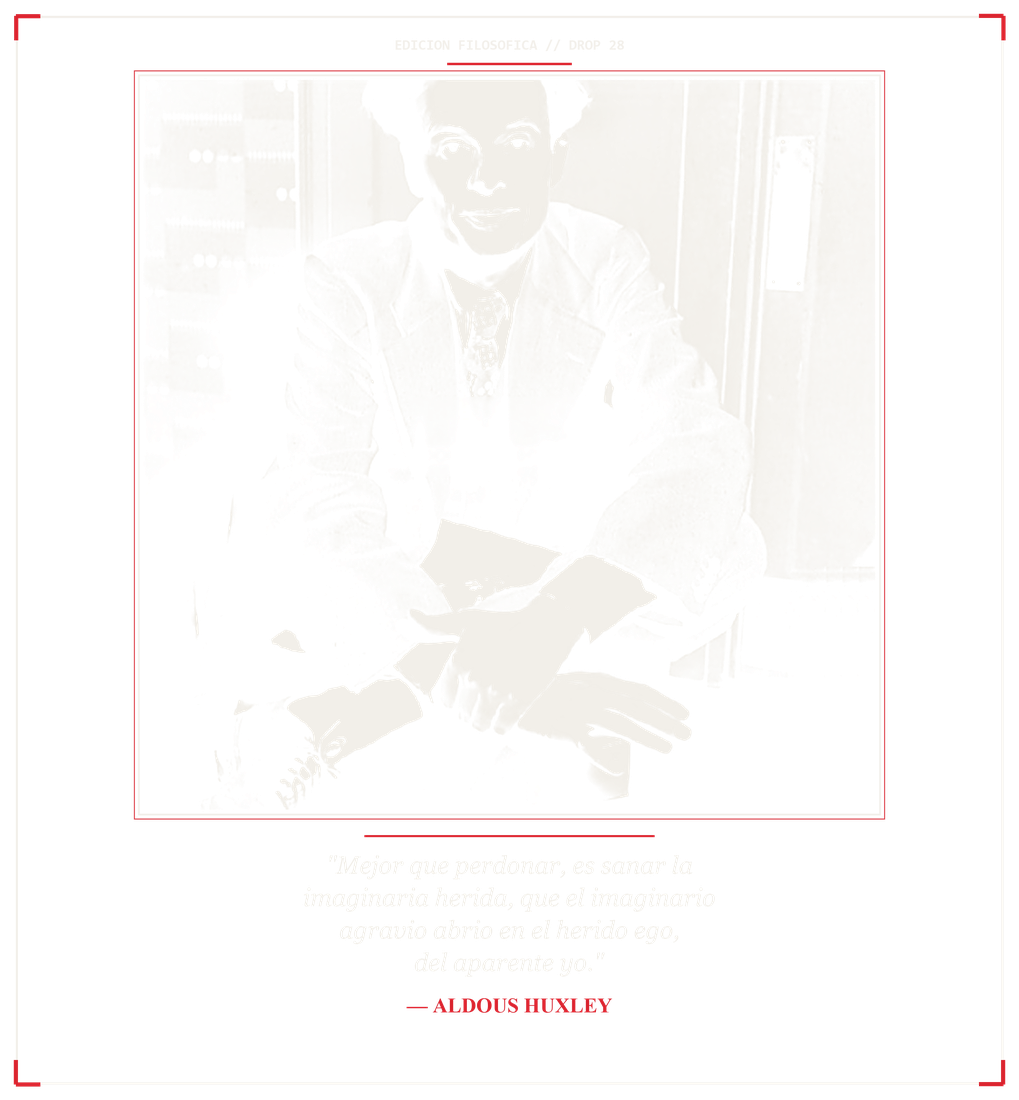 EDICION FILOSOFICA // DROP 28
"Mejor que perdonar, es sanar la
imaginaria herida, que el imaginario
agravio abrio en el herido ego,
del aparente yo."
— ALDOUS HUXLEY